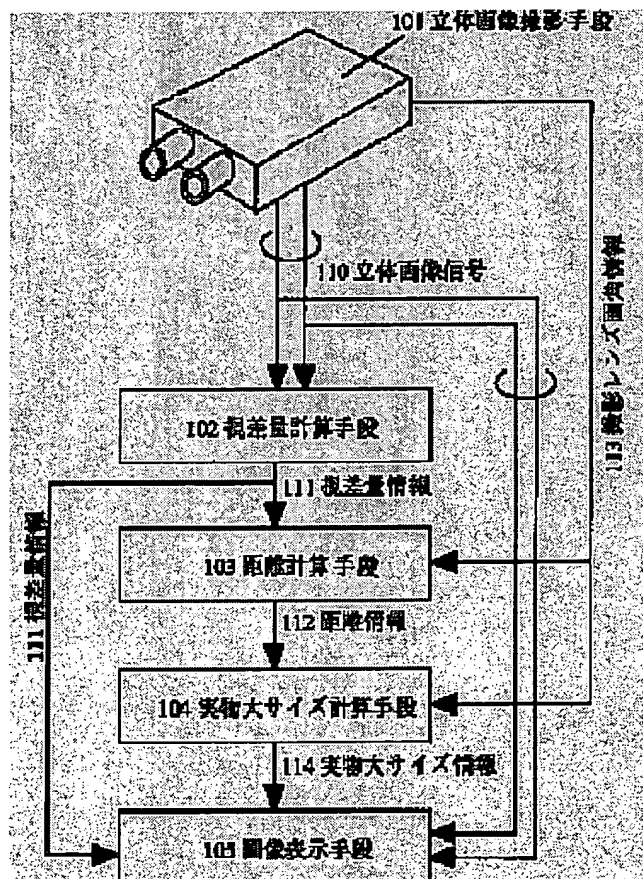 101 立体画像撮影手段
110 立体画像信号
113 撮影レンズ画角情報
102 視差量計算手段
111 視差量情報
111 視差量情報
103 距離計算手段
112 距離情報
104 実物大サイズ計算手段
114 実物大サイズ情報
105 画像表示手段